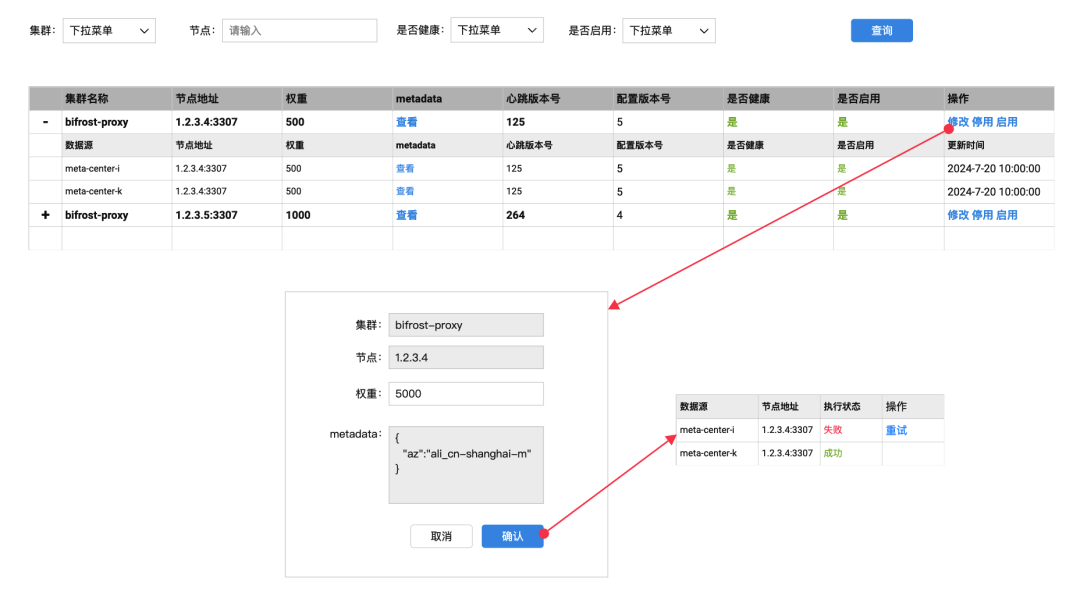 集群： 下拉菜单 节点： 请输入 是否健康： 下拉菜单 是否启用： 下拉菜单 查询
集群名称 节点地址 权重 metadata 心跳版本号 配置版本号 是否健康 是否启用 操作
- bifrost-proxy 1.2.3.4:3307 500 查看 125 5 是 是 修改 停用 启用
数据源 节点地址 权重 metadata 心跳版本号 配置版本号 是否健康 是否启用 更新时间
meta-center-i 1.2.3.4:3307 500 查看 125 5 是 是 2024-7-20 10:00:00
meta-center-k 1.2.3.4:3307 500 查看 125 5 是 是 2024-7-20 10:00:00
+ bifrost-proxy 1.2.3.5:3307 1000 查看 264 4 是 是 修改 停用 启用
集群： bifrost-proxy
节点： 1.2.3.4
权重： 5000
metadata： {
"az":"ali_cn-shanghai-m"
}
取消 确认
数据源 节点地址 执行状态 操作
meta-center-i 1.2.3.4:3307 失败 重试
meta-center-k 1.2.3.4:3307 成功